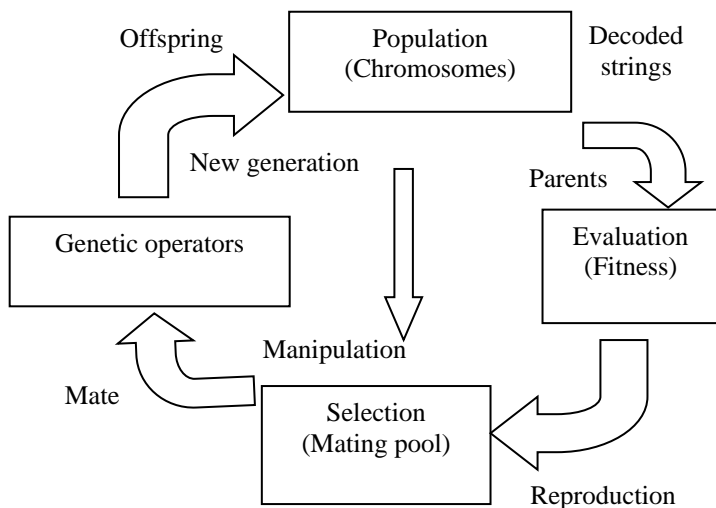 Offspring
Population
(Chromosomes)
Decoded
strings
New generation
Parents
Genetic operators
Evaluation
(Fitness)
Manipulation
Mate
Selection
(Mating pool)
Reproduction